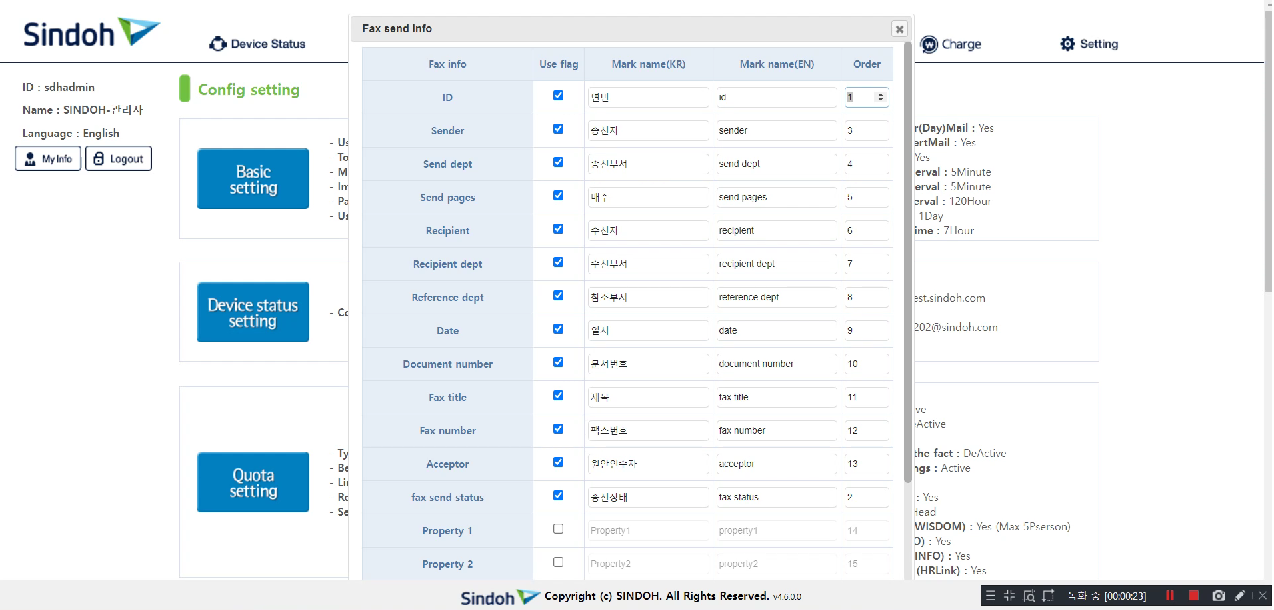 Sindoh
Device Status
Charge
Setting
ID : sdhadmin
Name : SINDOH-관리자
Language : English
My Info
Logout
Config setting
Basic
setting
- Us
To
- M
- In
Pa
- Us
Device status
setting
- Co
Quota
setting
Ty
- Be
- Li
Re
- Se
Fax send info
Fax info Use flag Mark name(KR) Mark name(EN) Order
ID 연번 id 1
Sender 송신자 sender 3
Send dept 송신부서 send dept 4
Send pages 매수 send pages 5
Recipient 수신자 recipient 6
Recipient dept 수신부서 recipient dept 7
Reference dept 참조부서 reference dept 8
Date 일시 date 9
Document number 문서번호 document number 10
Fax title 제목 fax title 11
Fax number 팩스번호 fax number 12
Acceptor acceptor 13
fax send status 송신상태 fax status 2
Property 1 Property1 property1 14
Property 2 Property2 property2 15
r(Day)Mail : Yes
ertMail : Yes
Yes
erval : 5Minute
erval : 5Minute
erval : 120Hour
: 1Day
ime : 7Hour
est.sindoh.com
202@sindoh.com
ve
Active
the fact : DeActive
ngs : Active
: Yes
Head
WISDOM) : Yes (Max 5Pserson)
O) : Yes
INFO) : Yes
(HRLink) : Yes
Sindoh Copyright (c) SINDOH. All Rights Reserved. v4.6.0.0
녹화 중 [00:00:23]